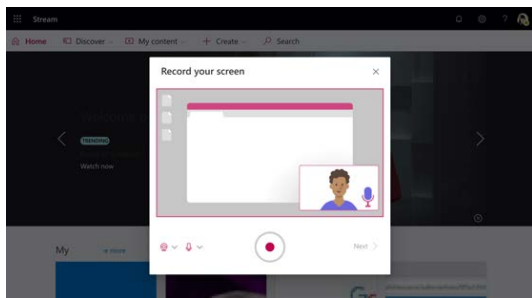 Stream
Home Discover My content + Create Search
Record your screen
TRENDING
Watch now
Next
My